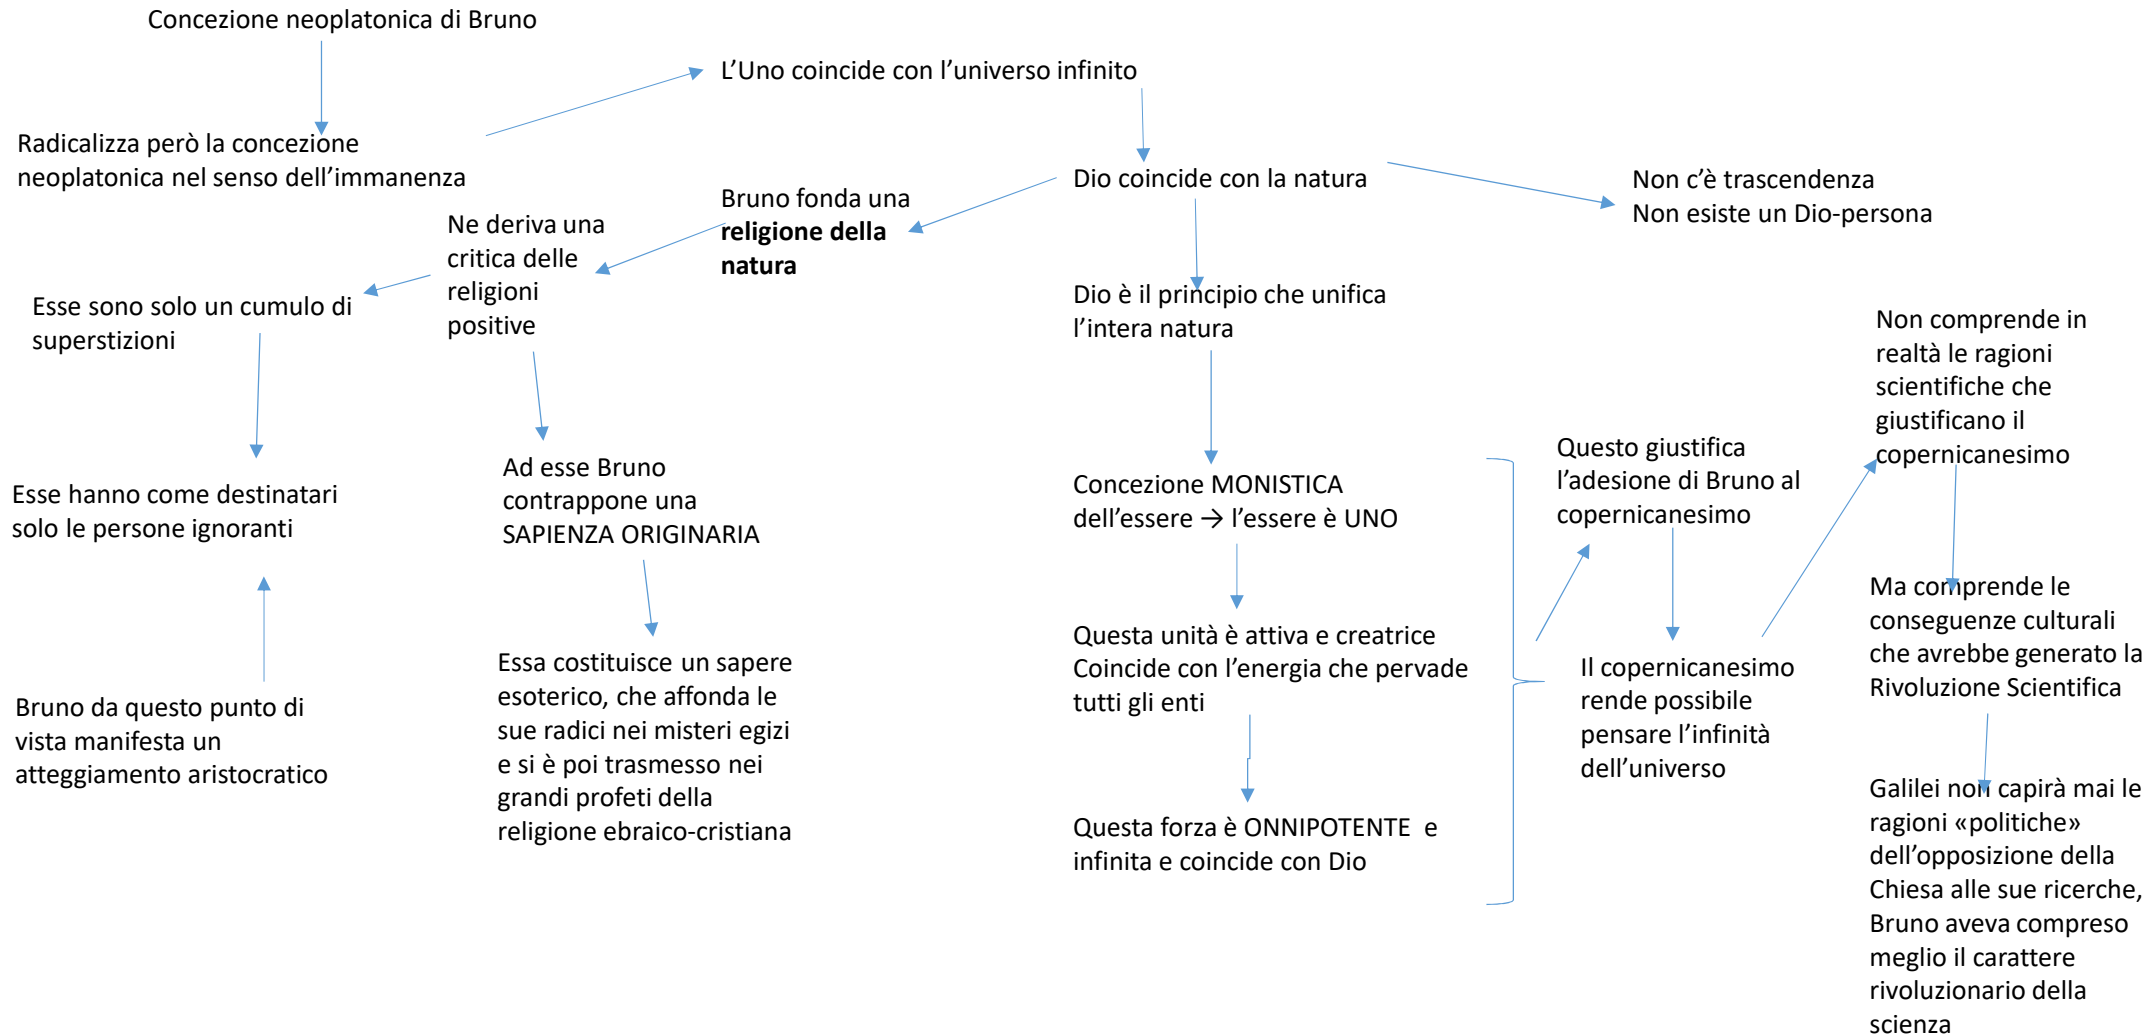 Concezione neoplatonica di Bruno
Radicalizza però la concezione
neoplatonica nel senso dell’immanenza
L’Uno coincide con l’universo infinito
Dio coincide con la natura
Non c’è trascendenza
Non esiste un Dio-persona
Bruno fonda una
religione della
natura
Ne deriva una
critica delle
religioni
positive
Esse sono solo un cumulo di
superstizioni
Esse hanno come destinatari
solo le persone ignoranti
Bruno da questo punto di
vista manifesta un
atteggiamento aristocratico
Ad esse Bruno
contrappone una
SAPIENZA ORIGINARIA
Essa costituisce un sapere
esoterico, che affonda le
sue radici nei misteri egizi
e si è poi trasmesso nei
grandi profeti della
religione ebraico-cristiana
Dio è il principio che unifica
l’intera natura
Concezione MONISTICA
dell’essere → l’essere è UNO
Questa unità è attiva e creatrice
Coincide con l’energia che pervade
tutti gli enti
Questa forza è ONNIPOTENTE e
infinita e coincide con Dio
Questo giustifica
l’adesione di Bruno al
copernicanesimo
Il copernicanesimo
rende possibile
pensare l’infinità
dell’universo
Non comprende in
realtà le ragioni
scientifiche che
giustificano il
copernicanesimo
Ma comprende le
conseguenze culturali
che avrebbe generato la
Rivoluzione Scientifica
Galilei non capirà mai le
ragioni «politiche»
dell’opposizione della
Chiesa alle sue ricerche,
Bruno aveva compreso
meglio il carattere
rivoluzionario della
scienza